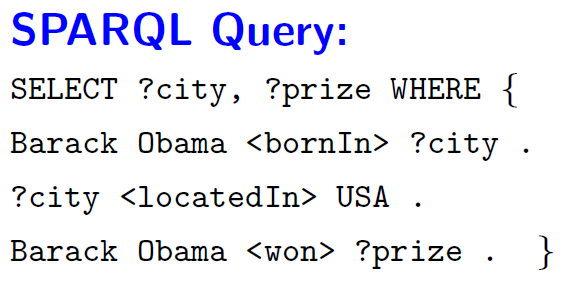 SPARQL Query:
SELECT ?city, ?prize WHERE {
Barack Obama <bornIn> ?city .
?city <locatedIn> USA .
Barack Obama <won> ?prize . }